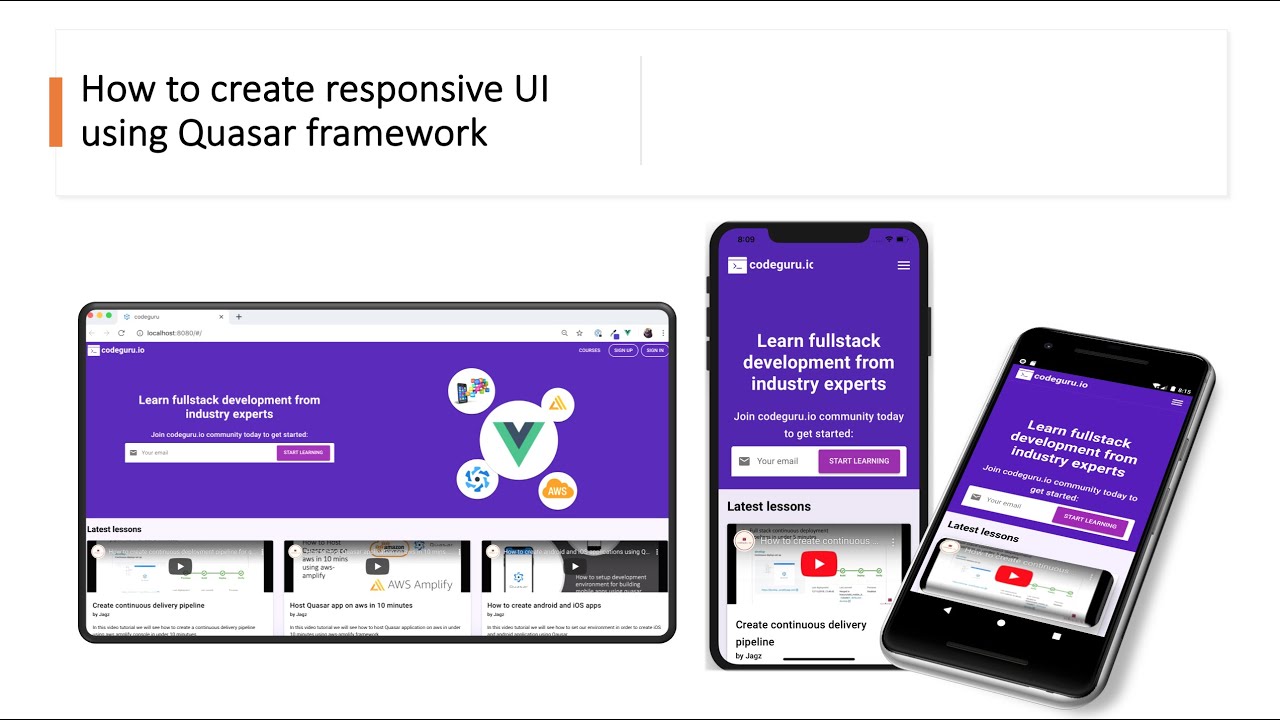 How to create responsive UI
using Quasar framework
codeguru
localhost:8080/#/
codeguru.io
COURSES
SIGN UP
SIGN IN
Learn fullstack development from
industry experts
Join codeguru.io community today to get started:
Your email
START LEARNING
AWS
Latest lessons
How to Host
Quasar app on
aws in 10 mins
using aws-
amplify
AWS Amplify
How to create android and iOS applications using Q...
How to setup development
environment for building
mobile apps using quasar
Create continuous delivery pipeline
by Jagz
In this video tutorial we will see how to create a continuous delivery pipeline
using aws amplify console in under 10 minutes
Host Quasar app on aws in 10 minutes
by Jagz
In this video tutorial we will see how to host Quasar application on aws in under
10 minutes using aws amplify framework
How to create android and iOS apps
by Jagz
In this video tutorial we will see how to set our environment in order to create iOS
and android application using Quasar
8:09
codeguru.io
Learn fullstack
development from
industry experts
Join codeguru.io community today
to get started:
Your email
START LEARNING
Latest lessons
Full stack continuous deployment
How to create continuous ...
Create continuous delivery
pipeline
by Jagz
8:15
codeguru.io
Learn fullstack
development from
industry experts
Join codeguru.io community today to
get started:
Your email
START LEARNING
Latest lessons
How to create continuous